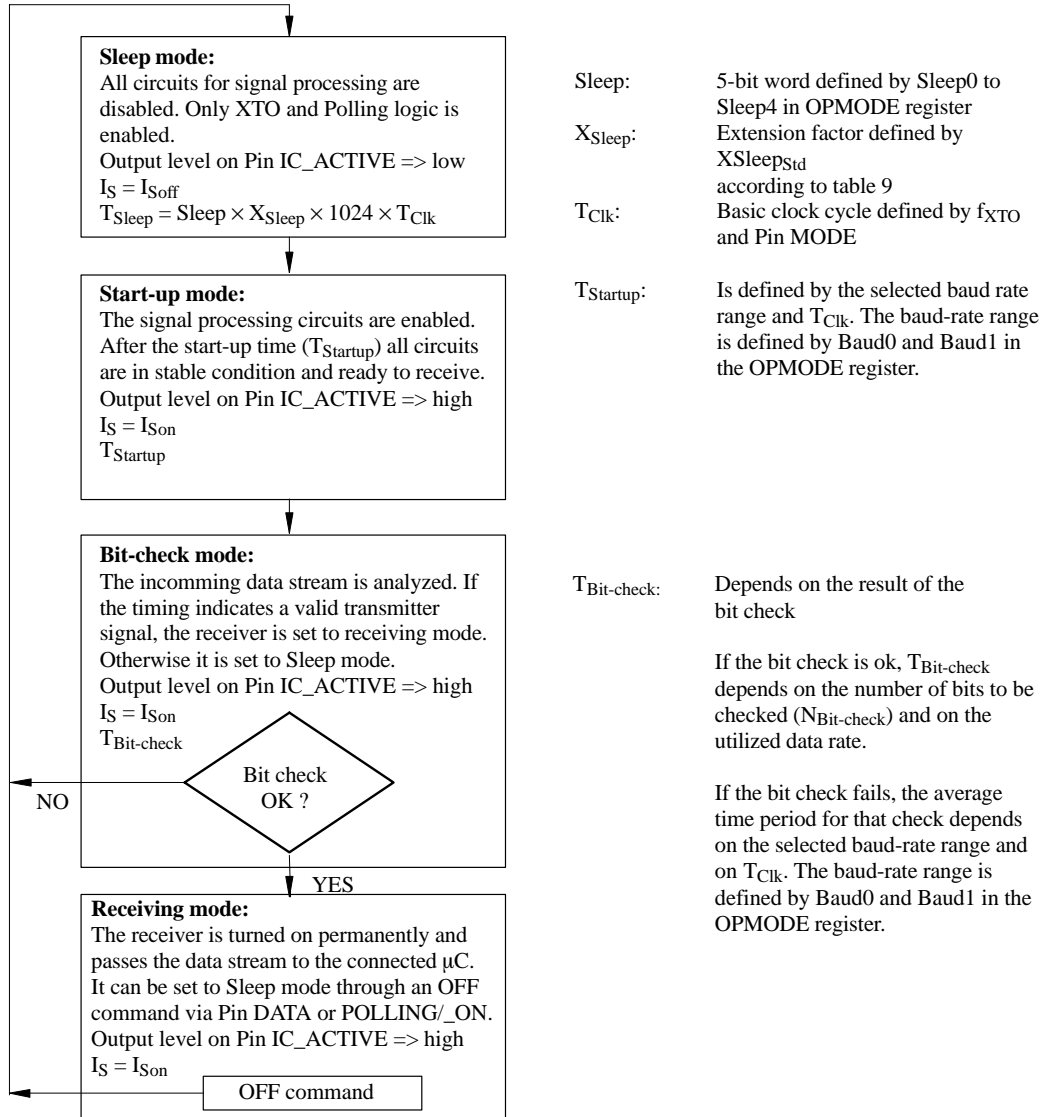 Sleep mode:
All circuits for signal processing are
disabled. Only XTO and Polling logic is
enabled.
Output level on Pin IC_ACTIVE => low
IS = ISoff
TSleep = Sleep × XSleep × 1024 × TClk
Sleep: 5-bit word defined by Sleep0 to
Sleep4 in OPMODE register
XSleep: Extension factor defined by
XSleepStd
according to table 9
TClk: Basic clock cycle defined by fXTO
and Pin MODE
Start-up mode:
The signal processing circuits are enabled.
After the start-up time (TStartup) all circuits
are in stable condition and ready to receive.
Output level on Pin IC_ACTIVE => high
IS = ISon
TStartup
TStartup: Is defined by the selected baud rate
range and TClk. The baud-rate range
is defined by Baud0 and Baud1 in
the OPMODE register.
Bit-check mode:
The incomming data stream is analyzed. If
the timing indicates a valid transmitter
signal, the receiver is set to receiving mode.
Otherwise it is set to Sleep mode.
Output level on Pin IC_ACTIVE => high
IS = ISon
TBit-check
Bit check
OK ?
NO
YES
TBit-check: Depends on the result of the
bit check
If the bit check is ok, TBit-check
depends on the number of bits to be
checked (NBit-check) and on the
utilized data rate.
If the bit check fails, the average
time period for that check depends
on the selected baud-rate range and
on TClk. The baud-rate range is
defined by Baud0 and Baud1 in the
OPMODE register.
Receiving mode:
The receiver is turned on permanently and
passes the data stream to the connected µC.
It can be set to Sleep mode through an OFF
command via Pin DATA or POLLING/_ON.
Output level on Pin IC_ACTIVE => high
IS = ISon
OFF command